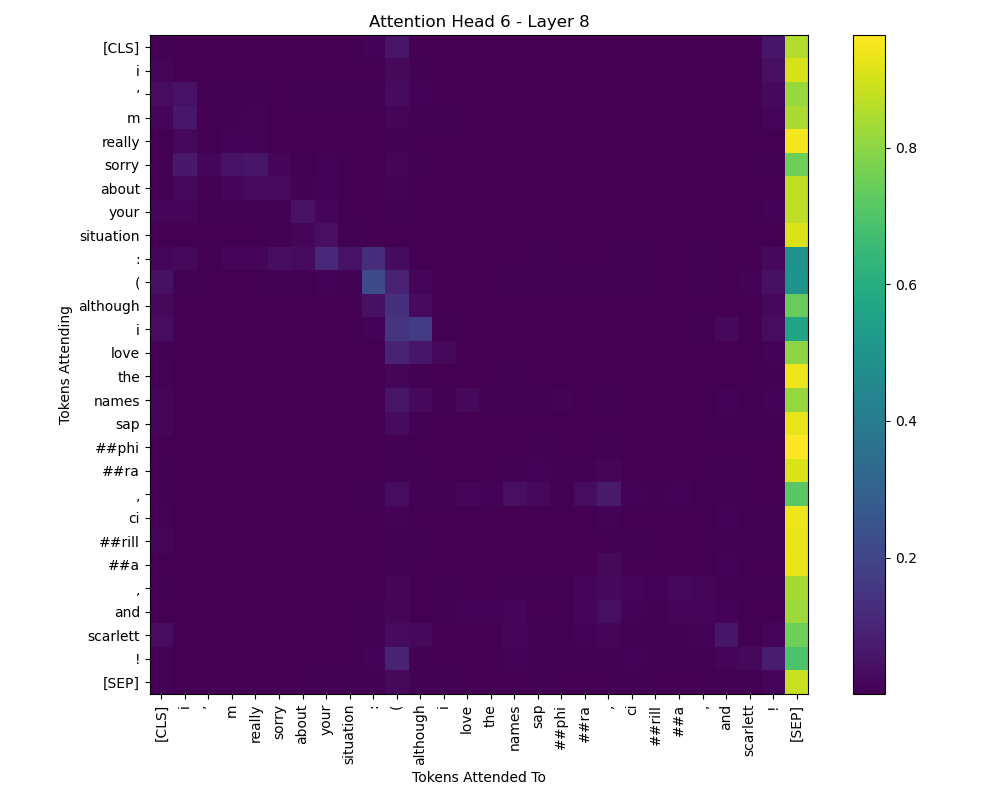 Attention Head 6 - Layer 8
[CLS]
i
’
m
really
sorry
about
your
situation
:
(
although
i
love
the
names
sap
##phi
##ra
,
ci
##rill
##a
,
and
scarlett
!
[SEP]
Tokens Attending
[CLS]
i
’
m
really
sorry
about
your
situation
:
(
although
i
love
the
names
sap
##phi
##ra
,
ci
##rill
##a
,
and
scarlett
!
[SEP]
Tokens Attended To
0.8
0.6
0.4
0.2